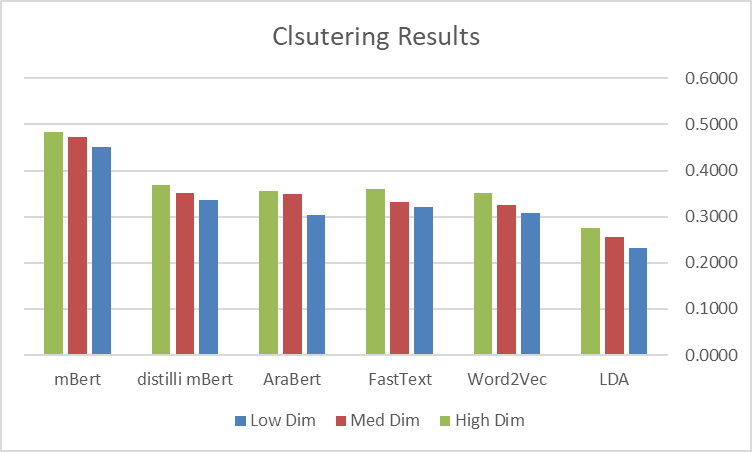 Clsutering Results
0.6000
0.5000
0.4000
0.3000
0.2000
0.1000
0.0000
mBert distilli mBert AraBert FastText Word2Vec LDA
Low Dim Med Dim High Dim